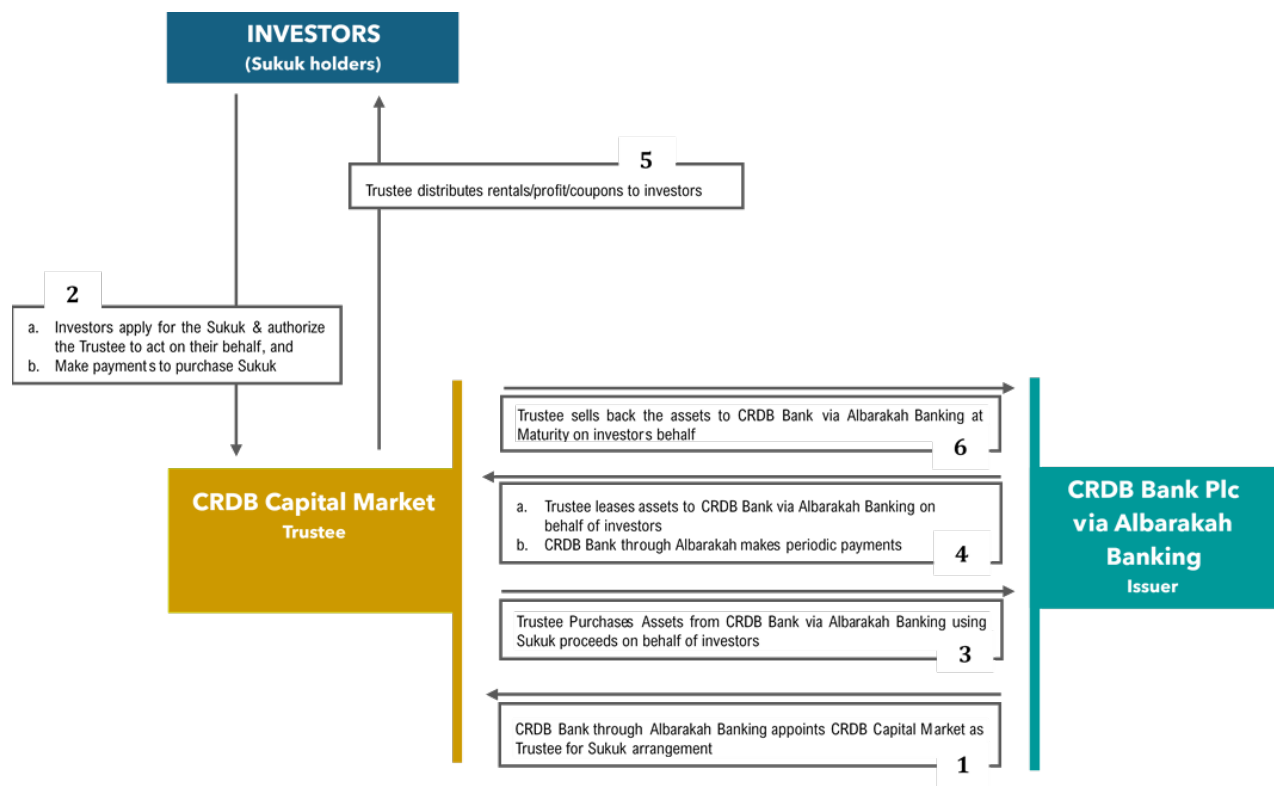 INVESTORS
(Sukuk holders)
5
Trustee distributes rentals/profit/coupons to investors
2
a. Investors apply for the Sukuk & authorize
the Trustee to act on their behalf, and
b. Make payments to purchase Sukuk
CRDB Capital Market
Trustee
Trustee sells back the assets to CRDB Bank via Albarakah Banking at
Maturity on investors behalf
6
a. Trustee leases assets to CRDB Bank via Albarakah Banking on
behalf of investors
b. CRDB Bank through Albarakah makes periodic payments
4
Trustee Purchases Assets from CRDB Bank via Albarakah Banking using
Sukuk proceeds on behalf of investors
3
CRDB Bank through Albarakah Banking appoints CRDB Capital Market as
Trustee for Sukuk arrangement
1
CRDB Bank Plc
via Albarakah
Banking
Issuer